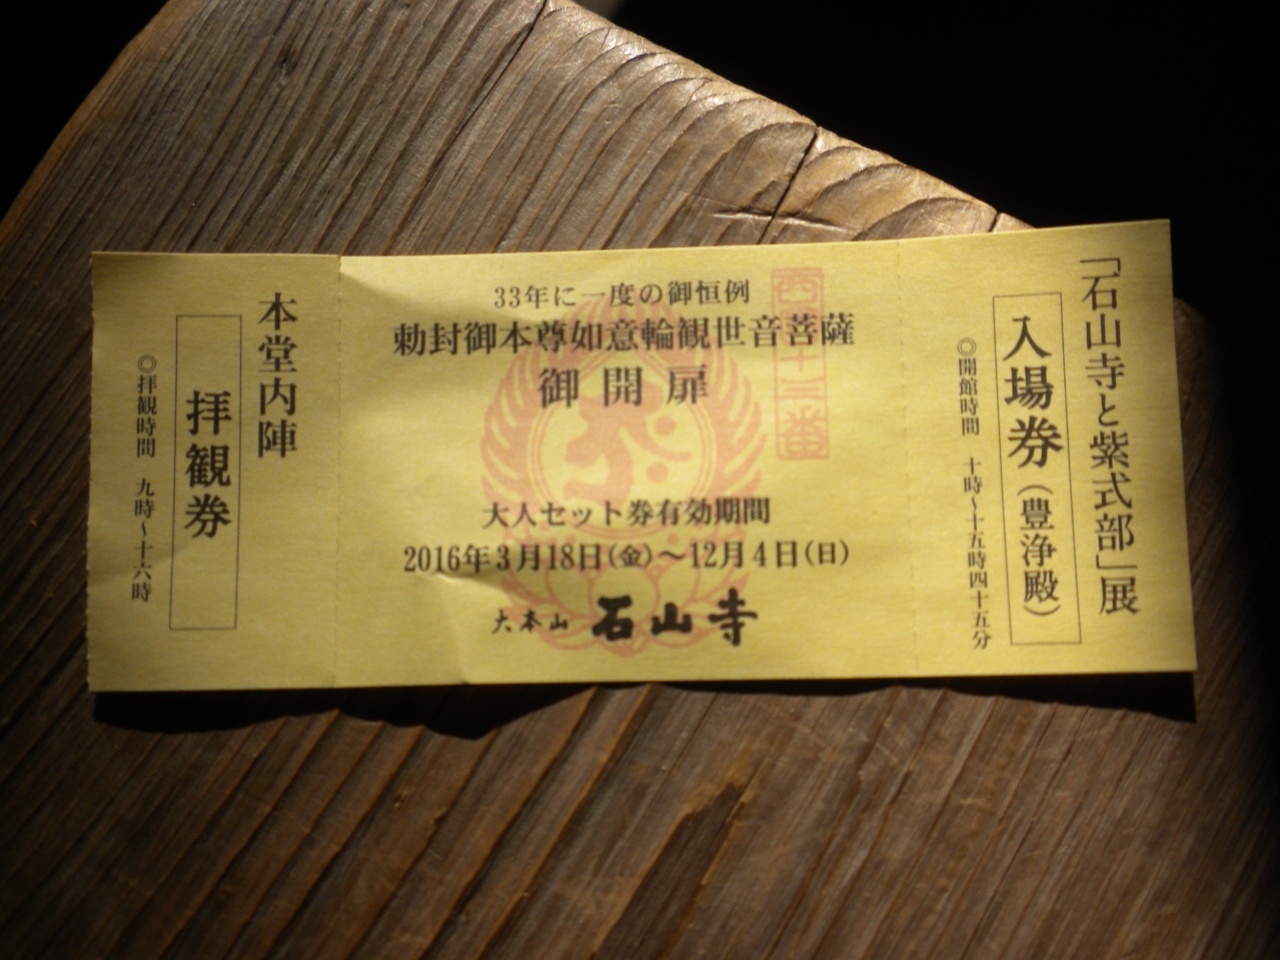 「石山寺と紫式部」展
入場券(豊浄殿)
◎開館時間 十時~十五時四十五分
33年に一度の御恒例
勅封御本尊如意輪観世音菩薩
御開扉
大人セット券有効期間
2016年3月18日(金)~12月4日(日)
大本山 石山寺
本堂内陣
拝観券
◎拝観時間 九時~十六時